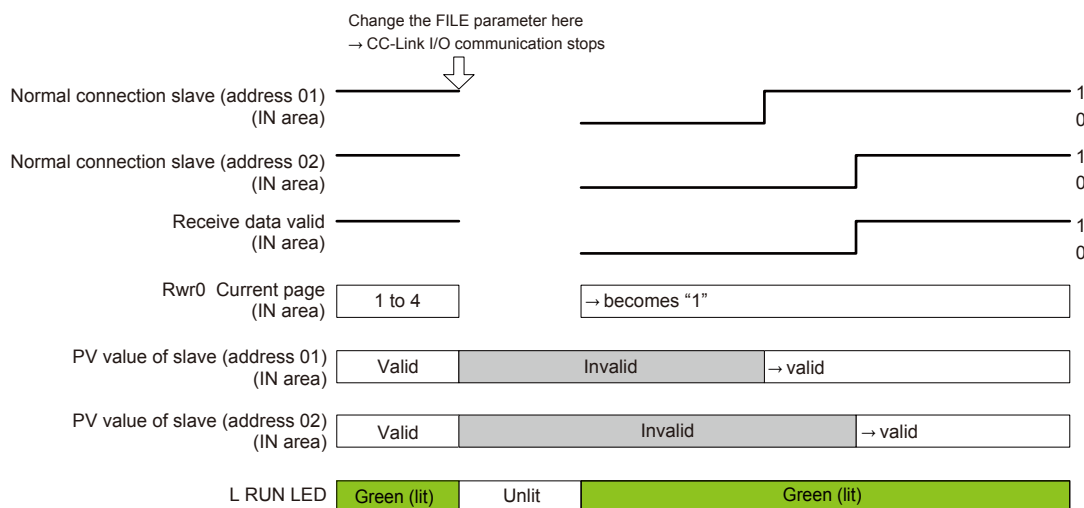 Change the FILE parameter here
→ CC-Link I/O communication stops
Normal connection slave (address 01)
(IN area)
1
0
Normal connection slave (address 02)
(IN area)
1
0
Receive data valid
(IN area)
1
0
Rwr0 Current page
(IN area)
1 to 4
→ becomes “1”
PV value of slave (address 01)
(IN area)
Valid
Invalid
→ valid
PV value of slave (address 02)
(IN area)
Valid
Invalid
→ valid
L RUN LED
Green (lit)
Unlit
Green (lit)